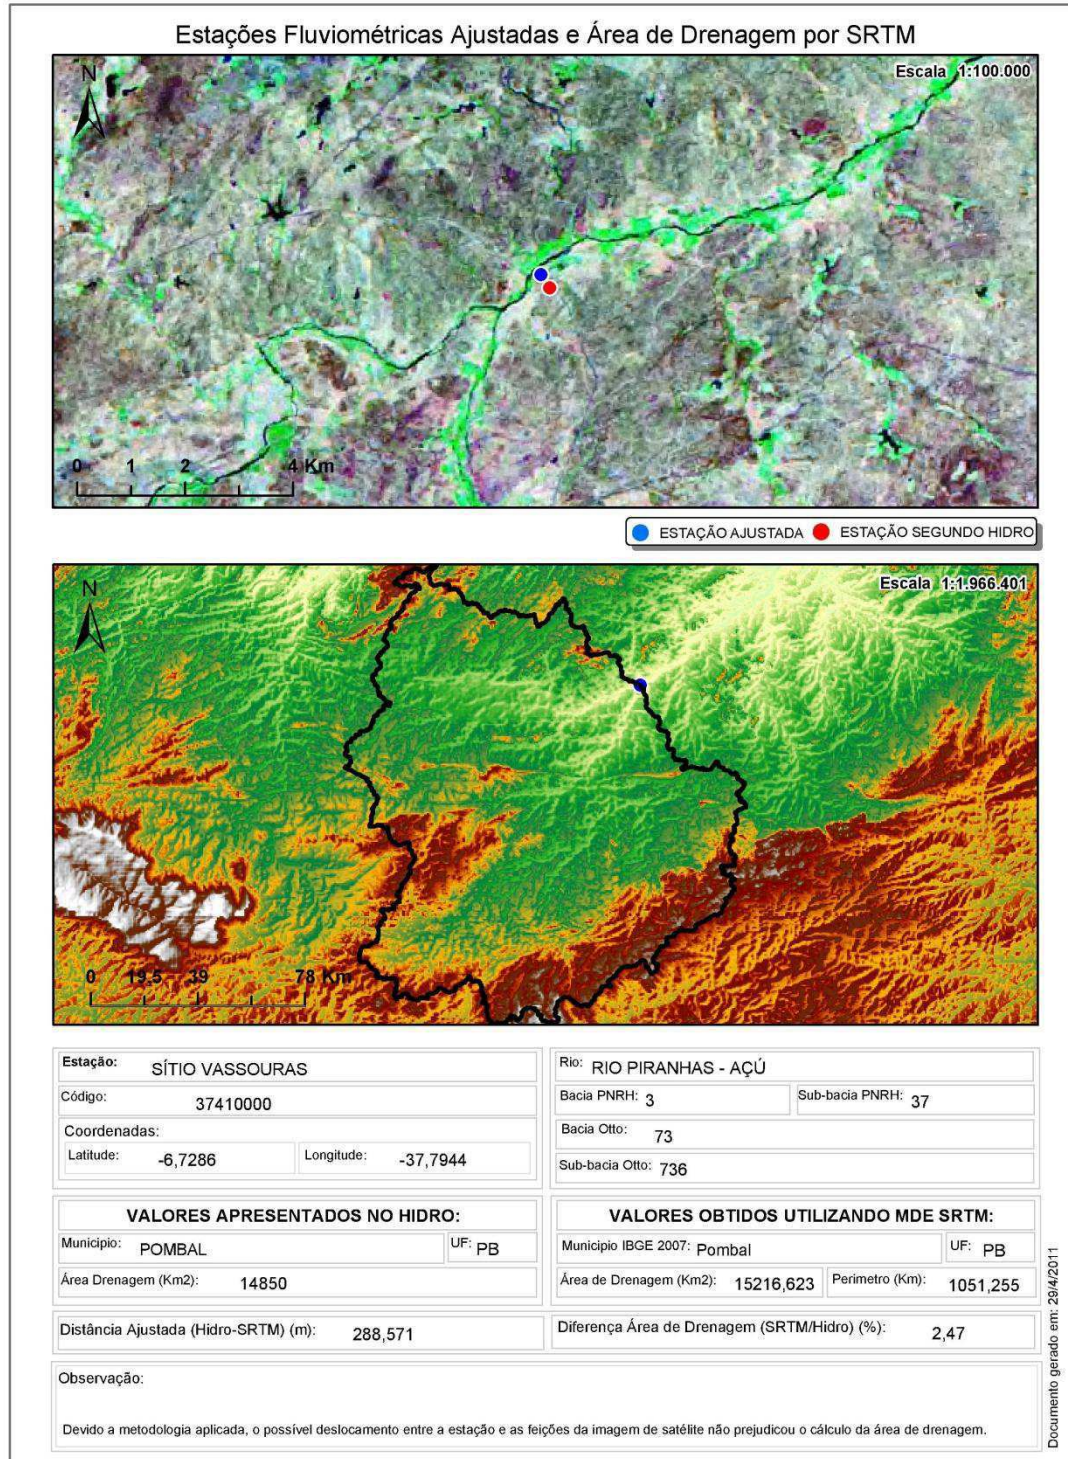 Estações Fluviométricas Ajustadas e Área de Drenagem por SRTM
N
Escala 1:100.000
0 1 2 4 Km
ESTAÇÃO AJUSTADA ESTAÇÃO SEGUNDO HIDRO
N
Escala 1:1.966.401
0 19,5 39 78 Km
Estação: SÍTIO VASSOURAS
Código: 37410000
Coordenadas:
Latitude: -6,7286 Longitude: -37,7944
Rio: RIO PIRANHAS - AÇÚ
Bacia PNRH: 3 Sub-bacia PNRH: 37
Bacia Otto: 73
Sub-bacia Otto: 736
VALORES APRESENTADOS NO HIDRO:
Municipio: POMBAL UF: PB
Área Drenagem (Km2): 14850
VALORES OBTIDOS UTILIZANDO MDE SRTM:
Municipio IBGE 2007: Pombal UF: PB
Área de Drenagem (Km2): 15216,623 Perimetro (Km): 1051,255
Distância Ajustada (Hidro-SRTM) (m): 288,571
Diferença Área de Drenagem (SRTM/Hidro) (%): 2,47
Observação:
Devido a metodologia aplicada, o possível deslocamento entre a estação e as feições da imagem de satélite não prejudicou o cálculo da área de drenagem.
Documento gerado em: 29/4/2011